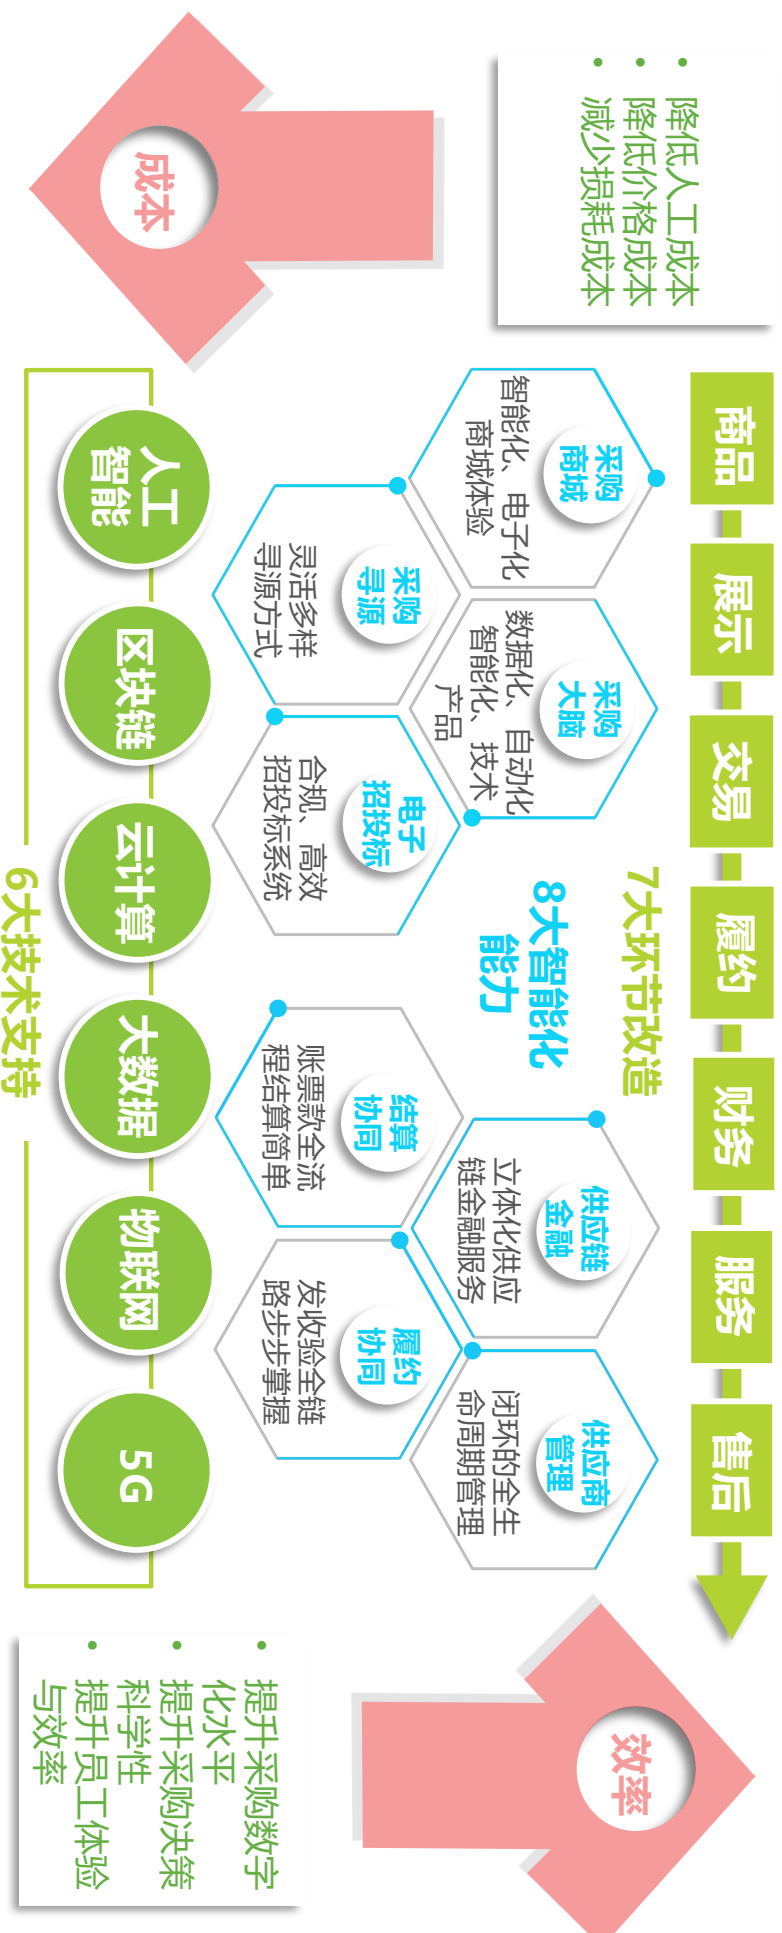 降低人工成本
降低价格成本
减少损耗成本
成本
商品
展示
交易
履约
财务
服务
售后
7大环节改造
8大智能化
能力
采购
商城
智能化、电子化
商城体验
采购
大脑
数据化、自动化
智能化、技术
产品
供应链
金融
立体化供应
链金融服务
供应商
管理
闭环的全生
命周期管理
采购
寻源
灵活多样
寻源方式
电子
招投标
合规、高效
招投标系统
结算
协同
账票款全流
程结算简单
履约
协同
发收验全链
路步步掌握
人工
智能
区块链
云计算
大数据
物联网
5G
6大技术支持
效率
提升采购数字
化水平
提升采购决策
科学性
提升员工体验
与效率